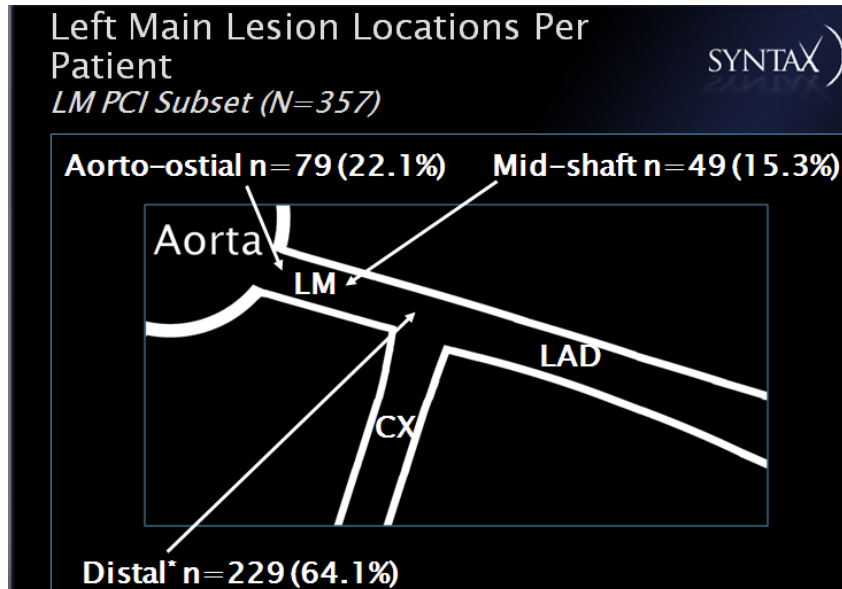 Left Main Lesion Locations Per
Patient
SYNTAX
LM PCI Subset (N=357)
Aorto-ostial n=79 (22.1%) Mid-shaft n=49 (15.3%)
Aorta
LM
LAD
CX
Distal* n=229 (64.1%)